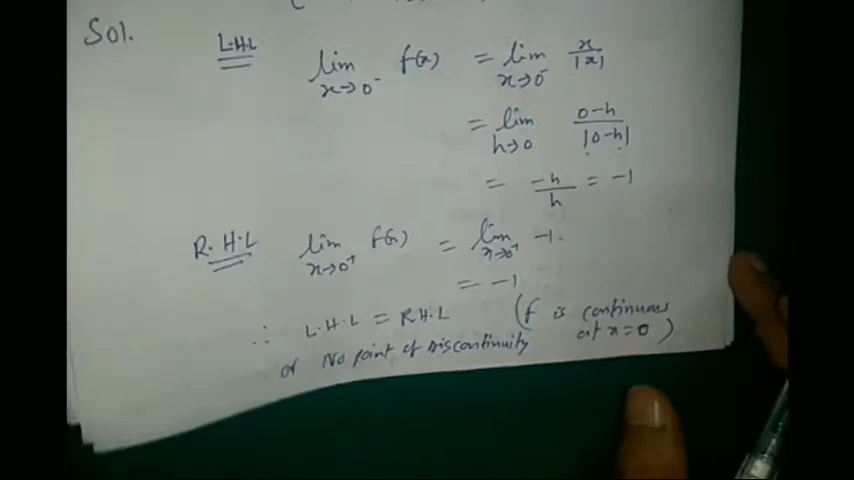 Sol.
L.H.L lim x→0⁻ f(x) = lim x→0⁻ x/|x|
= lim h→0 0-h/|0-h|
= -h/h = -1
R.H.L lim x→0⁺ f(x) = lim x→0⁺ -1.
= -1
∴ L.H.L = R.H.L (f is continuous at x=0)
or No point of Discontinuity